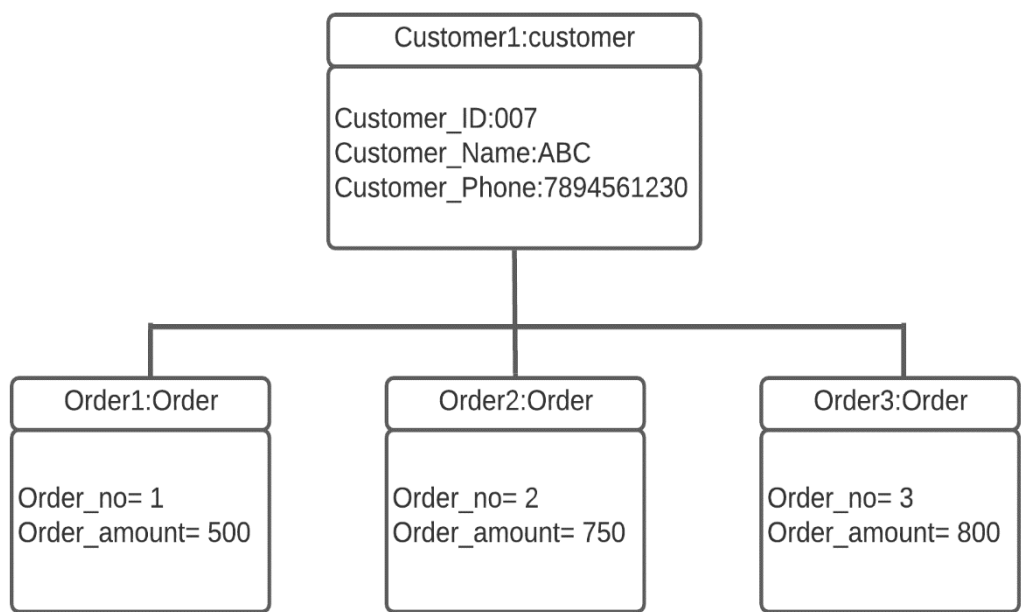 Customer1:customer
Customer_ID:007
Customer_Name:ABC
Customer_Phone:7894561230
Order1:Order
Order_no= 1
Order_amount= 500
Order2:Order
Order_no= 2
Order_amount= 750
Order3:Order
Order_no= 3
Order_amount= 800